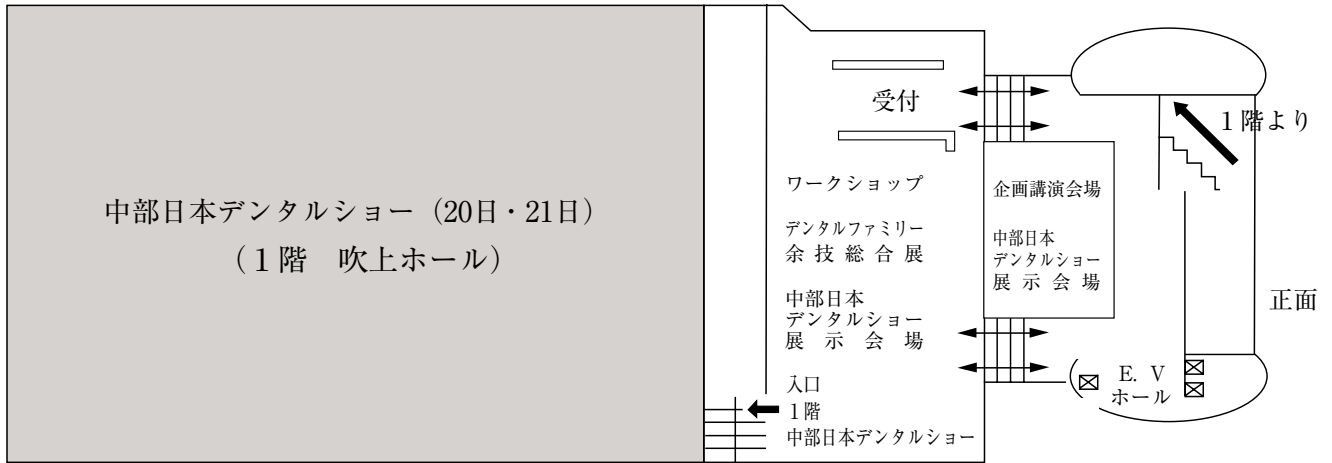 中部日本デンタルショー（20日・21日）
（１階　吹上ホール）
受付
ワークショップ
デンタルファミリー
余技総合展
中部日本
デンタルショー
展示会場
入口
１階
中部日本デンタルショー
企画講演会場
中部日本
デンタルショー
展示会場
１階より
正面
E. V
ホール